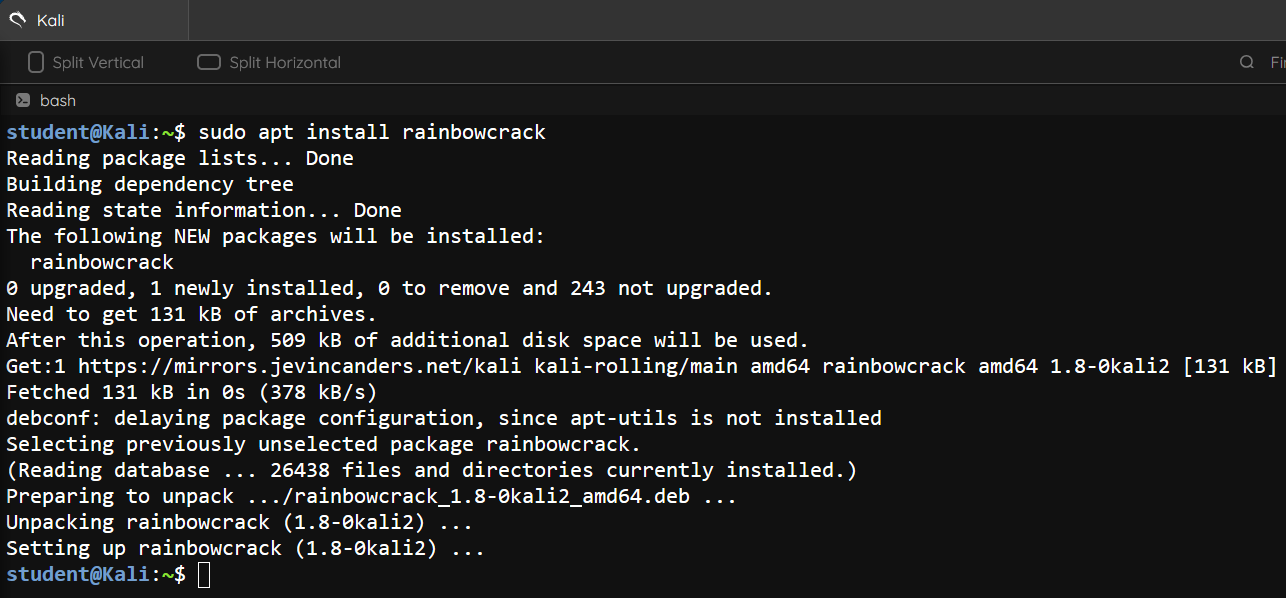 Kali
Split Vertical Split Horizontal
bash
student@Kali:~$ sudo apt install rainbowcrack
Reading package lists... Done
Building dependency tree
Reading state information... Done
The following NEW packages will be installed:
  rainbowcrack
0 upgraded, 1 newly installed, 0 to remove and 243 not upgraded.
Need to get 131 kB of archives.
After this operation, 509 kB of additional disk space will be used.
Get:1 https://mirrors.jevincanders.net/kali kali-rolling/main amd64 rainbowcrack amd64 1.8-0kali2 [131 kB]
Fetched 131 kB in 0s (378 kB/s)
debconf: delaying package configuration, since apt-utils is not installed
Selecting previously unselected package rainbowcrack.
(Reading database ... 26438 files and directories currently installed.)
Preparing to unpack .../rainbowcrack_1.8-0kali2_amd64.deb ...
Unpacking rainbowcrack (1.8-0kali2) ...
Setting up rainbowcrack (1.8-0kali2) ...
student@Kali:~$